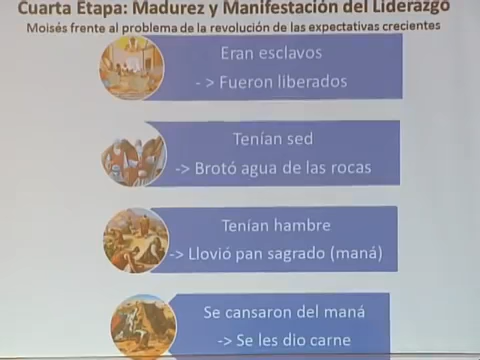 Cuarta Etapa: Madurez y Manifestación del Liderazgo
Moisés frente al problema de la revolución de las expectativas crecientes
Eran esclavos
- > Fueron liberados
Tenían sed
-> Brotó agua de las rocas
Tenían hambre
-> Llovió pan sagrado (maná)
Se cansaron del maná
-> Se les dio carne